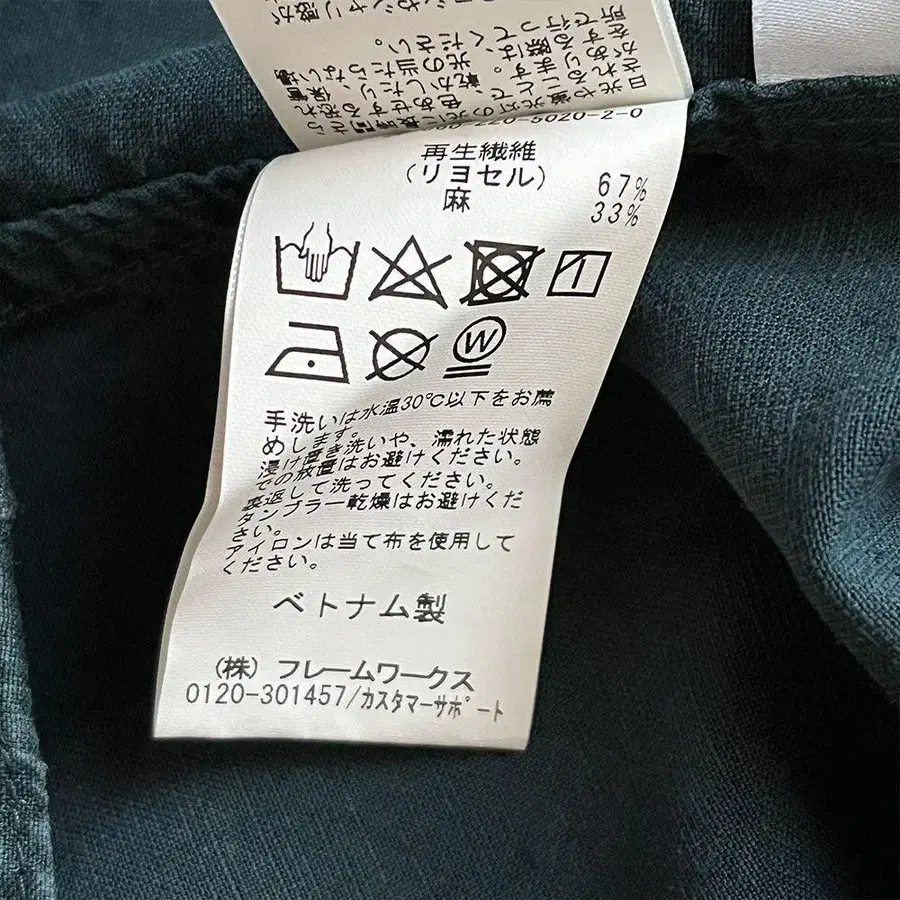 220-5020-2-0
再生繊維
(リヨセル) 67%
麻 33%
W
手洗いは水温30℃以下をお薦
めします。
浸け置き洗いや、濡れた状態
での放置はお避けください。
裏返して洗ってください。
タンブラー乾燥はお避けくだ
さい。
アイロンは当て布を使用して
ください。
ベトナム製
(株) フレームワークス
0120-301457/カスタマーサポート